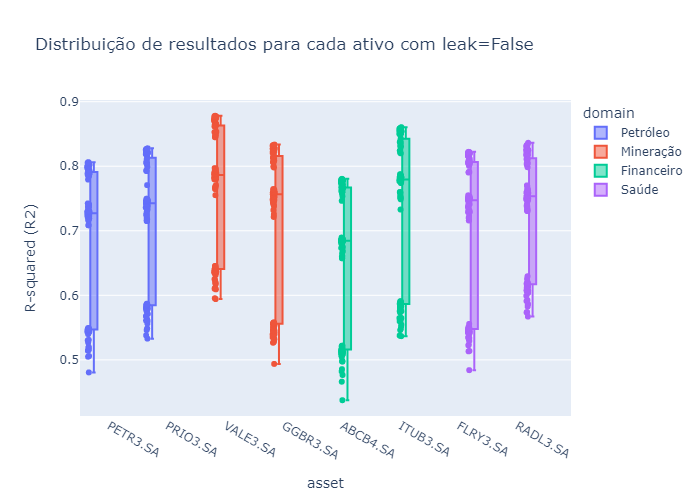 Distribuição de resultados para cada ativo com leak=False
domain
Petróleo
Mineração
Financeiro
Saúde
R-squared (R2)
0.9
0.8
0.7
0.6
0.5
PETR3.SA
PRIO3.SA
VALE3.SA
GGBR3.SA
ABCB4.SA
ITUB3.SA
FLRY3.SA
RADL3.SA
asset